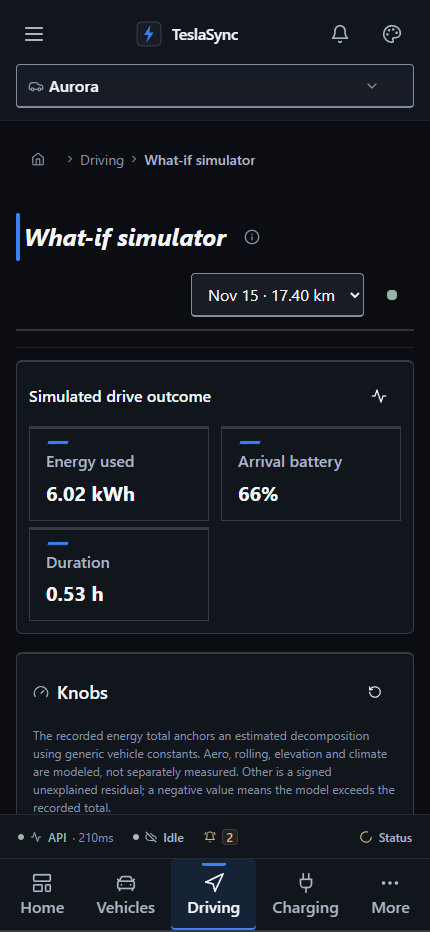 TeslaSync
Aurora
Driving
What-if simulator
What-if simulator
Nov 15 · 17.40 km
Simulated drive outcome
Energy used
6.02 kWh
Arrival battery
66%
Duration
0.53 h
Knobs
The recorded energy total anchors an estimated decomposition
using generic vehicle constants. Aero, rolling, elevation and climate
are modeled, not separately measured. Other is a signed
unexplained residual; a negative value means the model exceeds the
recorded total.
API · 210ms
Idle
2
Status
Home
Vehicles
Driving
Charging
More